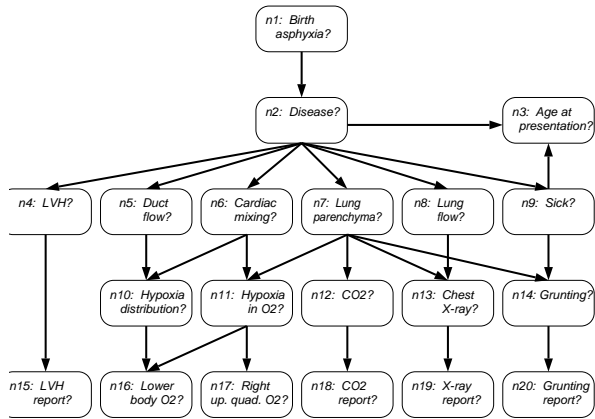 n1: Birth
asphyxia?
n2: Disease?
n3: Age at
presentation?
n4: LVH?
n5: Duct
flow?
n6: Cardiac
mixing?
n7: Lung
parenchyma?
n8: Lung
flow?
n9: Sick?
n10: Hypoxia
distribution?
n11: Hypoxia
in O2?
n12: CO2?
n13: Chest
X-ray?
n14: Grunting?
n15: LVH
report?
n16: Lower
body O2?
n17: Right
up. quad. O2?
n18: CO2
report?
n19: X-ray
report?
n20: Grunting
report?